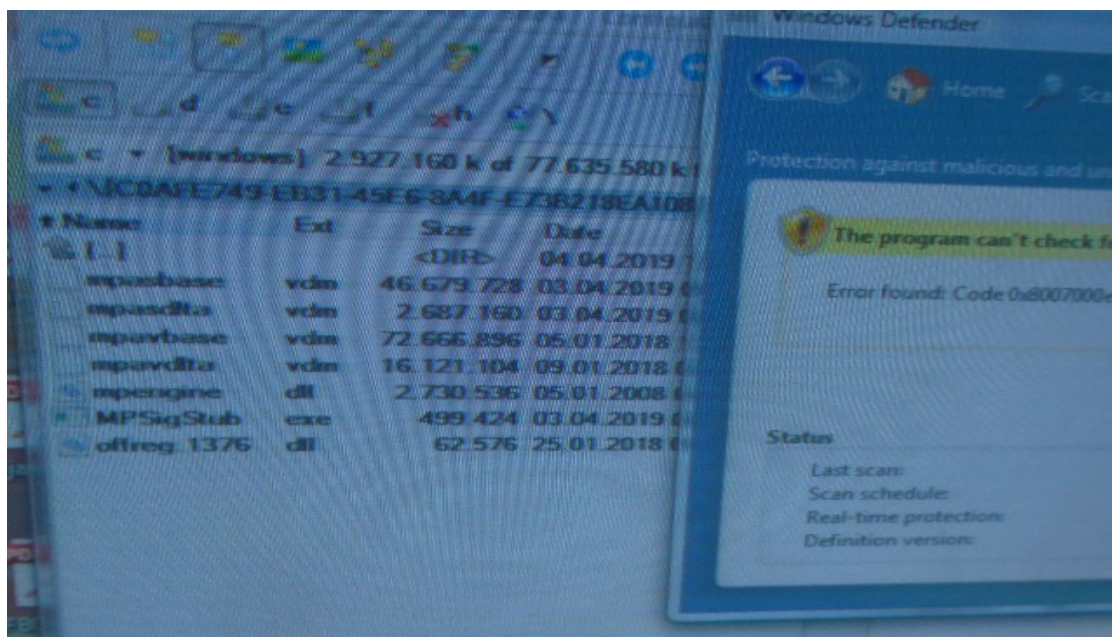 Windows Defender
c d e f h \
Home
c [windows] 2.927.160 k of 77.635.580 k
Protection against malicious and
Name Ext Size Date
[..] <DIR> 04.04.2019
mpasbase vdm 46.679.728 03.04.2019
mpasdlta vdm 2.687.160 03.04.2019
mpavbase vdm 72.666.896 05.01.2018
mpavdlta vdm 16.121.104 09.01.2018
mpengine dll 2.730.536 05.01.2008
MPSigStub exe 499.424 03.04.2019
offreg.1376 dll 62.576 25.01.2018
The program can't check
Error found: Code 0x8007000
Status
Last scan:
Scan schedule:
Real-time protection:
Definition version: